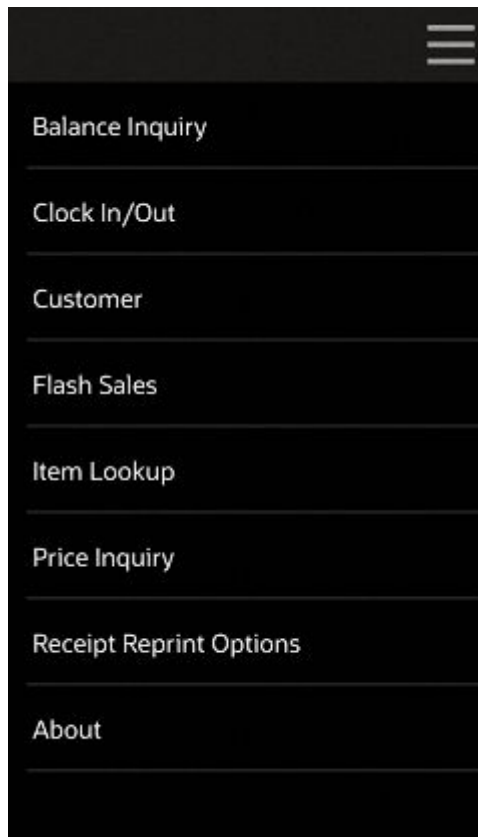 Balance Inquiry
Clock In/Out
Customer
Flash Sales
Item Lookup
Price Inquiry
Receipt Reprint Options
About